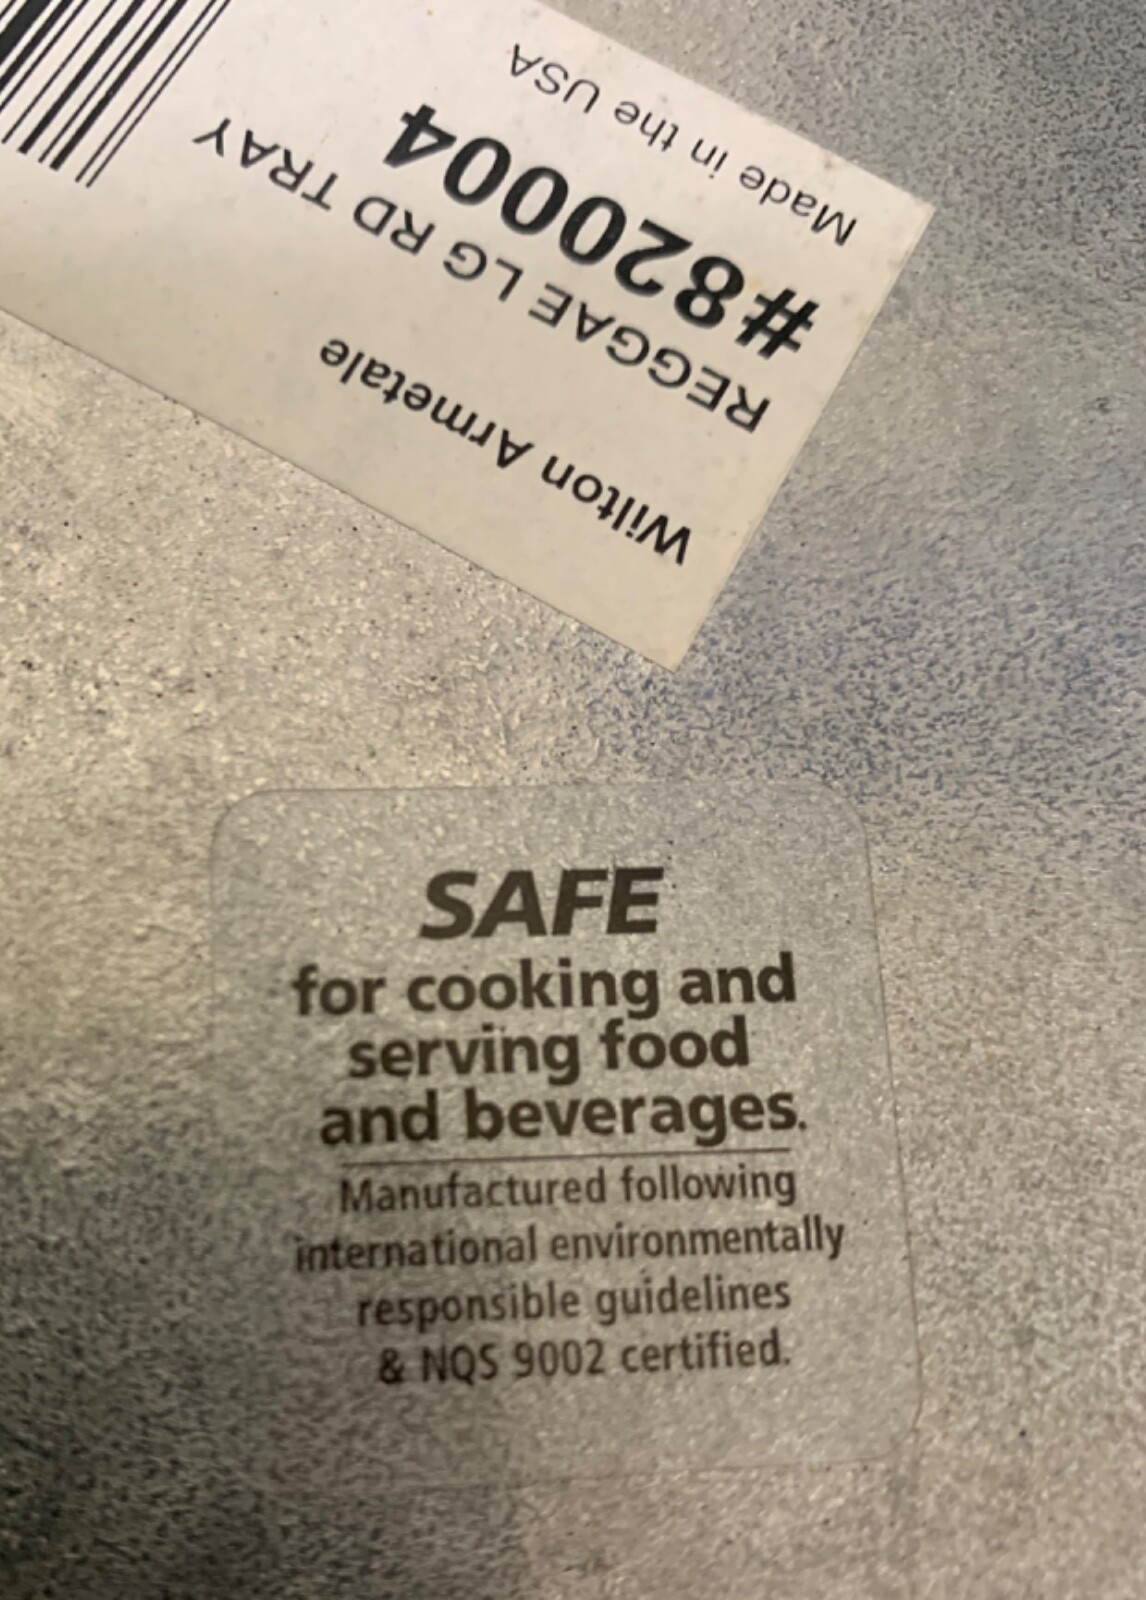 Wilton Armetale
REGGAE LG RD TRAY
#820004
Made in the USA
SAFE
for cooking and
serving food
and beverages.
Manufactured following
international environmentally
responsible guidelines
& NQS 9002 certified.